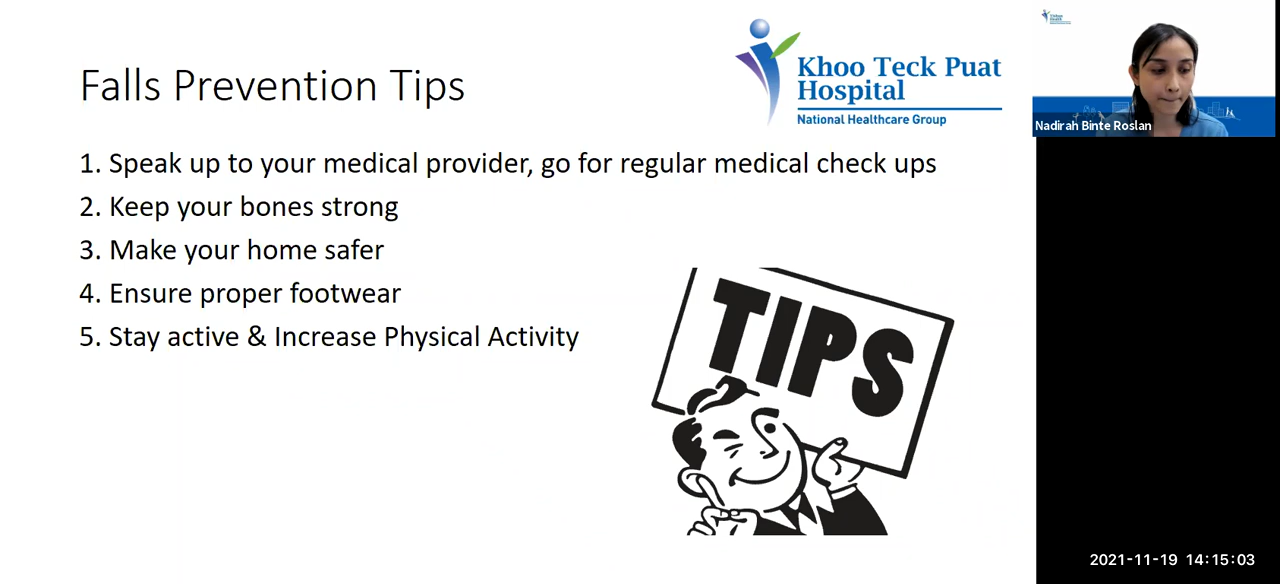 Falls Prevention Tips
Khoo Teck Puat
Hospital
National Healthcare Group
1. Speak up to your medical provider, go for regular medical check ups
2. Keep your bones strong
3. Make your home safer
4. Ensure proper footwear
5. Stay active & Increase Physical Activity
TIPS
Nadirah Binte Roslan
2021-11-19 14:15:03